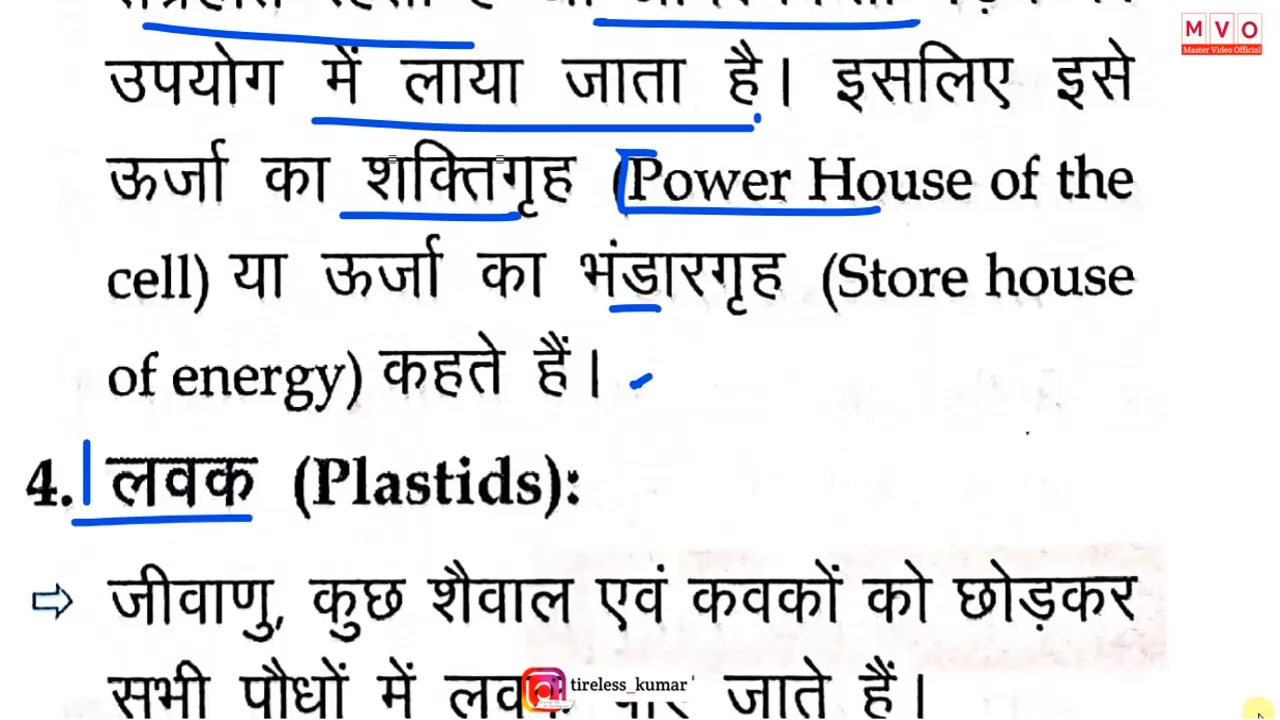 M V O
Master Video Official
उपयोग में लाया जाता है। इसलिए इसे
ऊर्जा का शक्तिगृह (Power House of the
cell) या ऊर्जा का भंडारगृह (Store house
of energy) कहते हैं।
4. लवक (Plastids):
⇨ जीवाणु, कुछ शैवाल एवं कवकों को छोड़कर
सभी पौधों में जाते हैं।
tireless_kumar